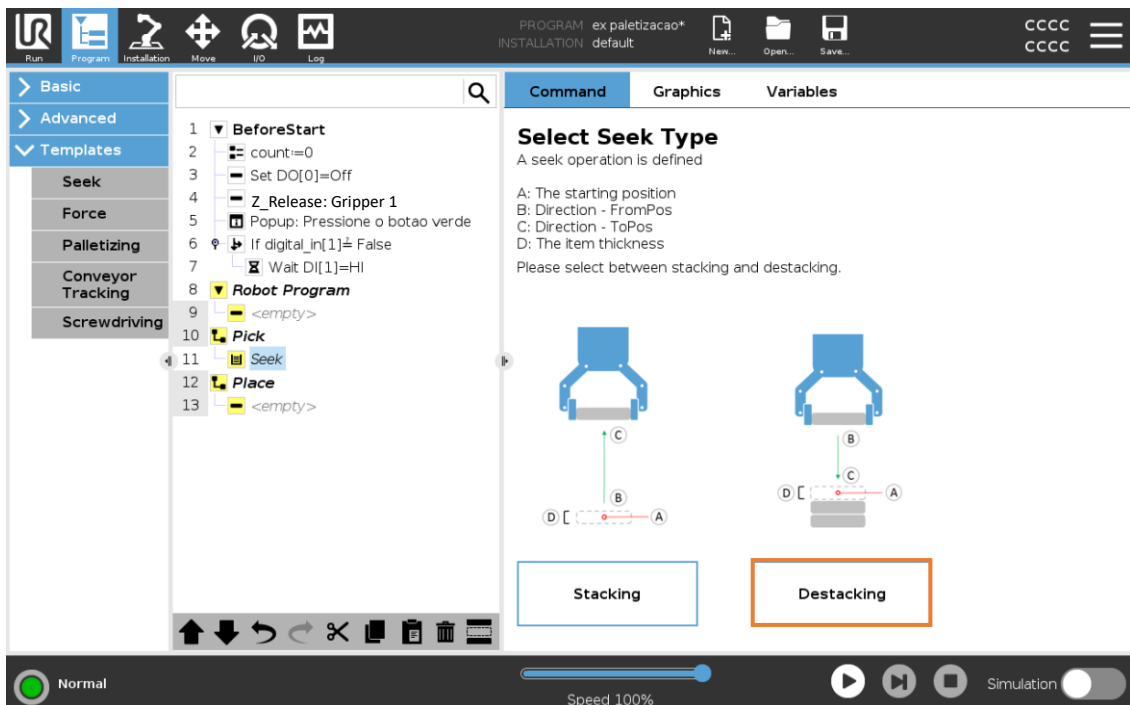 UR
Run
Program
Installation
Move
I/O
Log
PROGRAM ex paletizacao*
INSTALLATION default
New...
Open...
Save...
CCCC
CCCC
Basic
Advanced
Templates
Seek
Force
Palletizing
Conveyor
Tracking
Screwdriving
1 BeforeStart
2 count:=0
3 Set DO[0]=Off
4 Z_Release: Gripper 1
5 Popup: Pressione o botao verde
6 If digital_in[1]≟ False
7 Wait DI[1]=HI
8 Robot Program
9 <empty>
10 Pick
11 Seek
12 Place
13 <empty>
Command Graphics Variables
Select Seek Type
A seek operation is defined
A: The starting position
B: Direction - FromPos
C: Direction - ToPos
D: The item thickness
Please select between stacking and destacking.
C
B
D
A
B
C
D
A
Stacking
Destacking
Normal
Speed 100%
Simulation